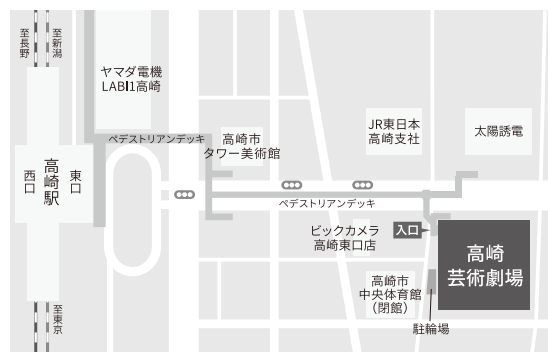 至長野
至新潟
ヤマダ電機
LABI1高崎
ペデストリアンデッキ
高崎市
タワー美術館
JR東日本
高崎支社
太陽誘電
西口
高崎駅
東口
ペデストリアンデッキ
ビックカメラ
高崎東口店
入口
高崎
芸術劇場
高崎市
中央体育館
（閉館）
駐輪場
至東京